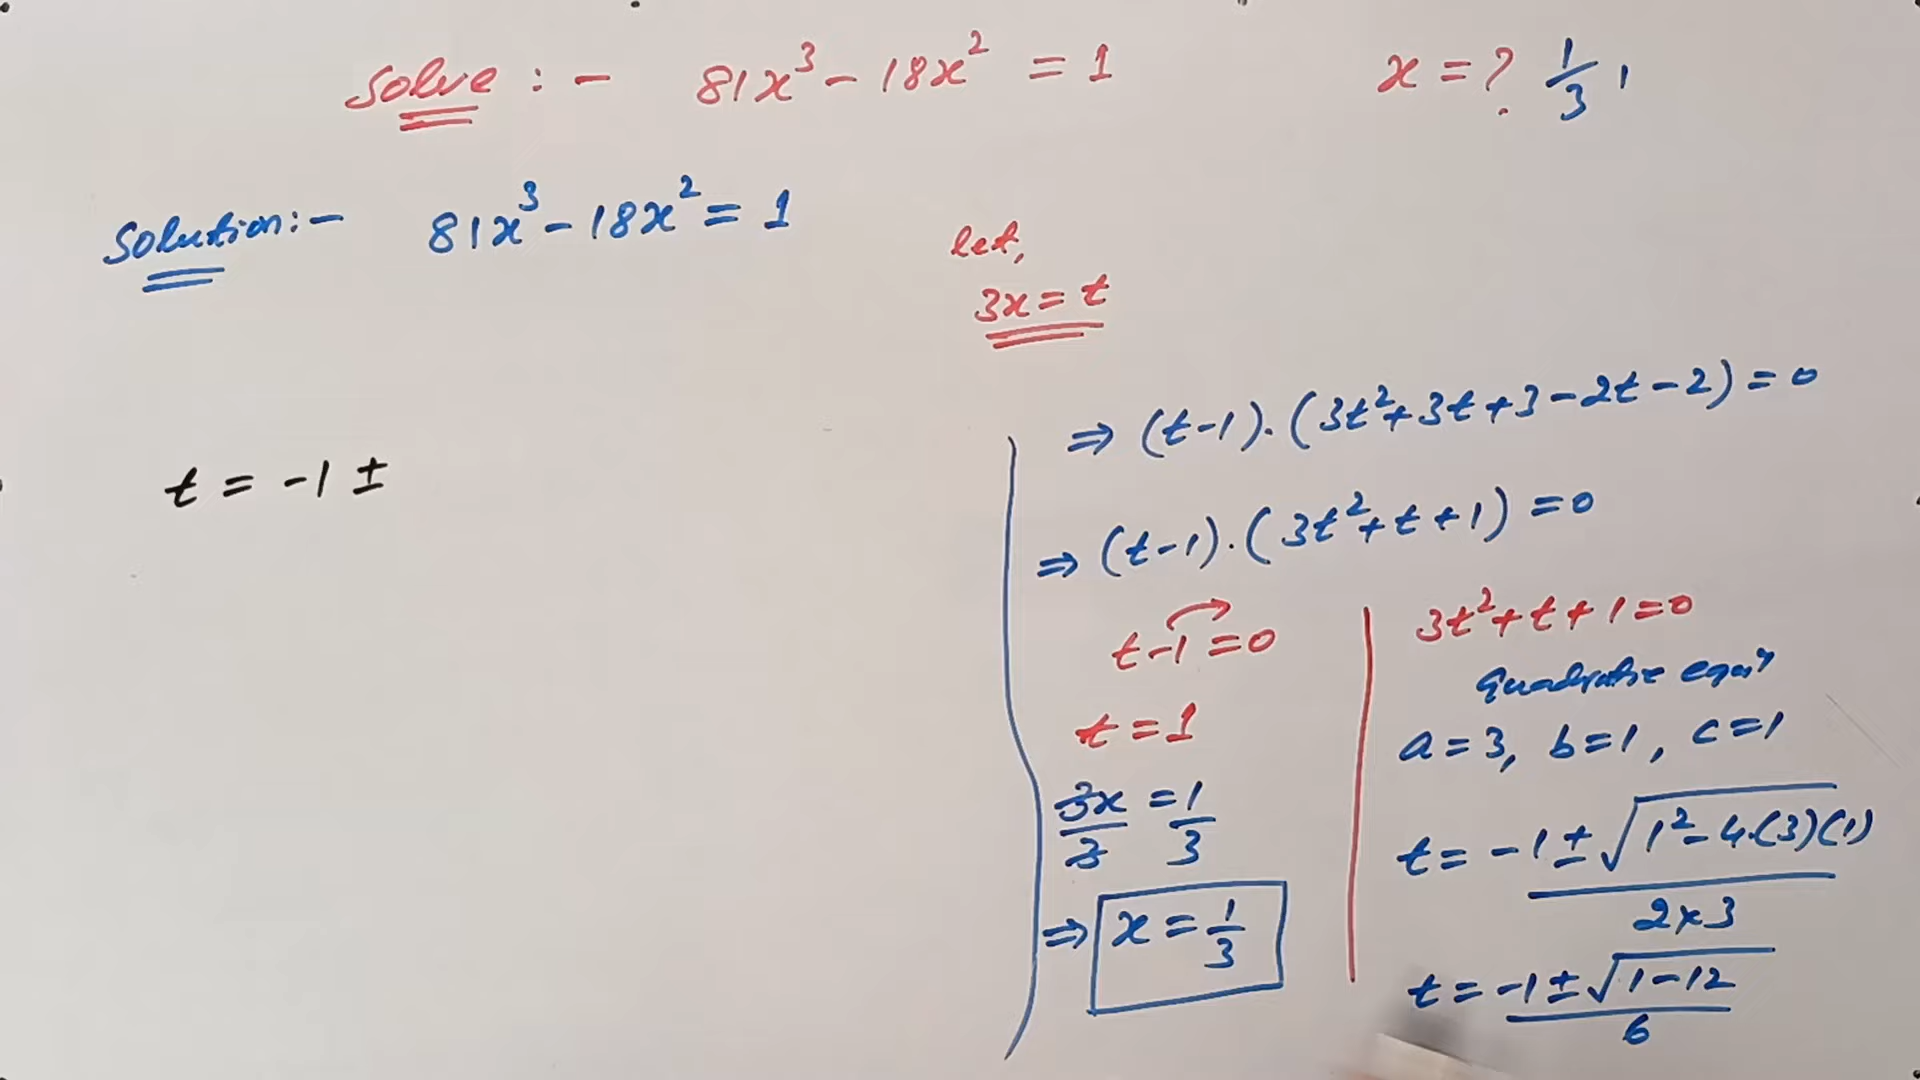 Solve :- 81x³ - 18x² = 1 x = ? 1/3 ,
Solution:- 81x³ - 18x² = 1
let,
3x = t
t = -1 ±
⇒ (t-1).(3t²+3t+3-2t-2) = 0
⇒ (t-1).(3t²+t+1) = 0
t-1 = 0
t = 1
3x/3 = 1/3
⇒ x = 1/3
3t²+t+1=0
Quadratic eqn
a=3, b=1, c=1
t = -1 ± √(1²-4.(3)(1)) / 2×3
t = -1 ± √(1-12) / 6